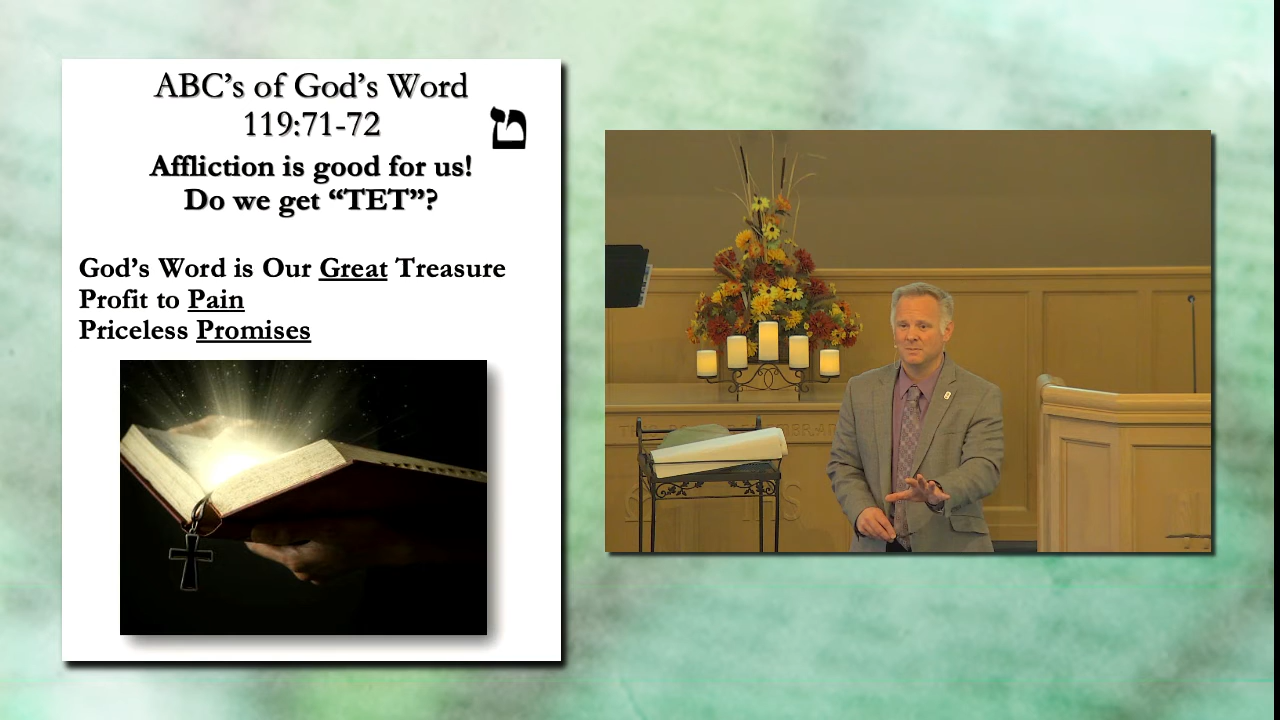 ABC’s of God’s Word
119:71-72
ט
Affliction is good for us!
Do we get “TET”?
God’s Word is Our Great Treasure
Profit to Pain
Priceless Promises